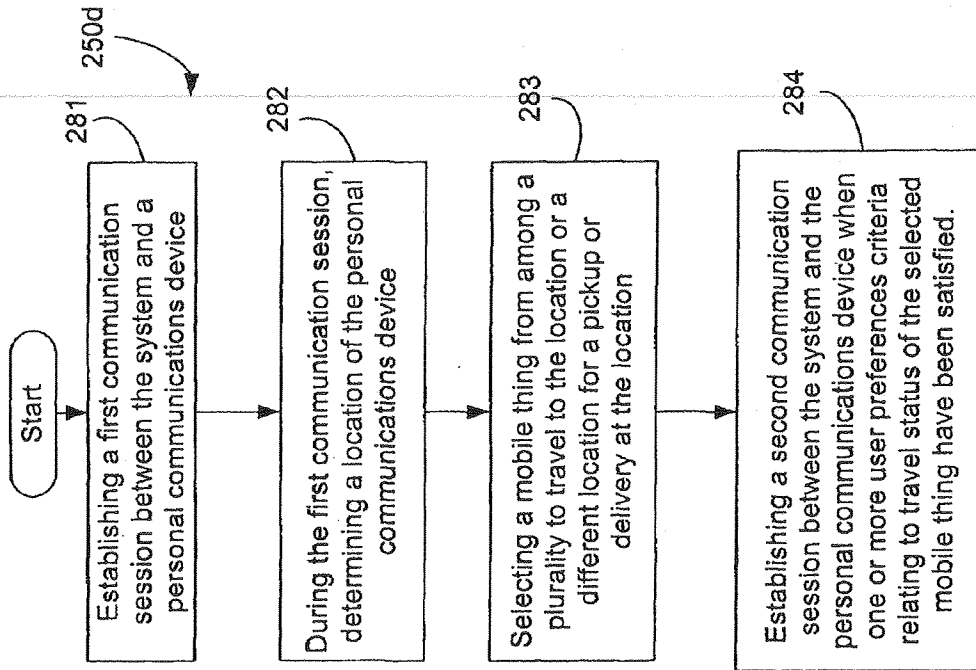 Start
250d
281
Establishing a first communication
session between the system and a
personal communications device
282
During the first communication session,
determining a location of the personal
communications device
283
Selecting a mobile thing from among a
plurality to travel to the location or a
different location for a pickup or
delivery at the location
284
Establishing a second communication
session between the system and the
personal communications device when
one or more user preferences criteria
relating to travel status of the selected
mobile thing have been satisfied.